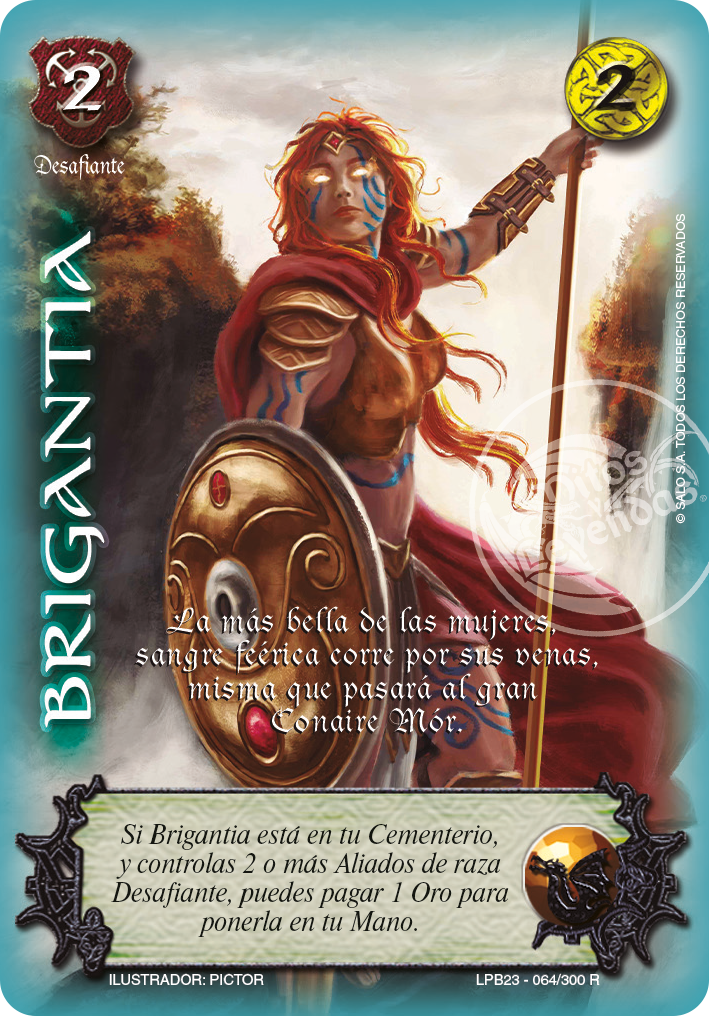 2
2
Desafiante
BRIGANTIA
© SALO S.A. TODOS LOS DERECHOS RESERVADOS
Mitos y
Leyendas ®
La más bella de las mujeres,
sangre feérica corre por sus venas,
misma que pasará al gran
Conaire Mór.
Si Brigantia está en tu Cementerio,
y controlas 2 o más Aliados de raza
Desafiante, puedes pagar 1 Oro para
ponerla en tu Mano.
ILUSTRADOR: PICTOR
LPB23 - 064/300 R